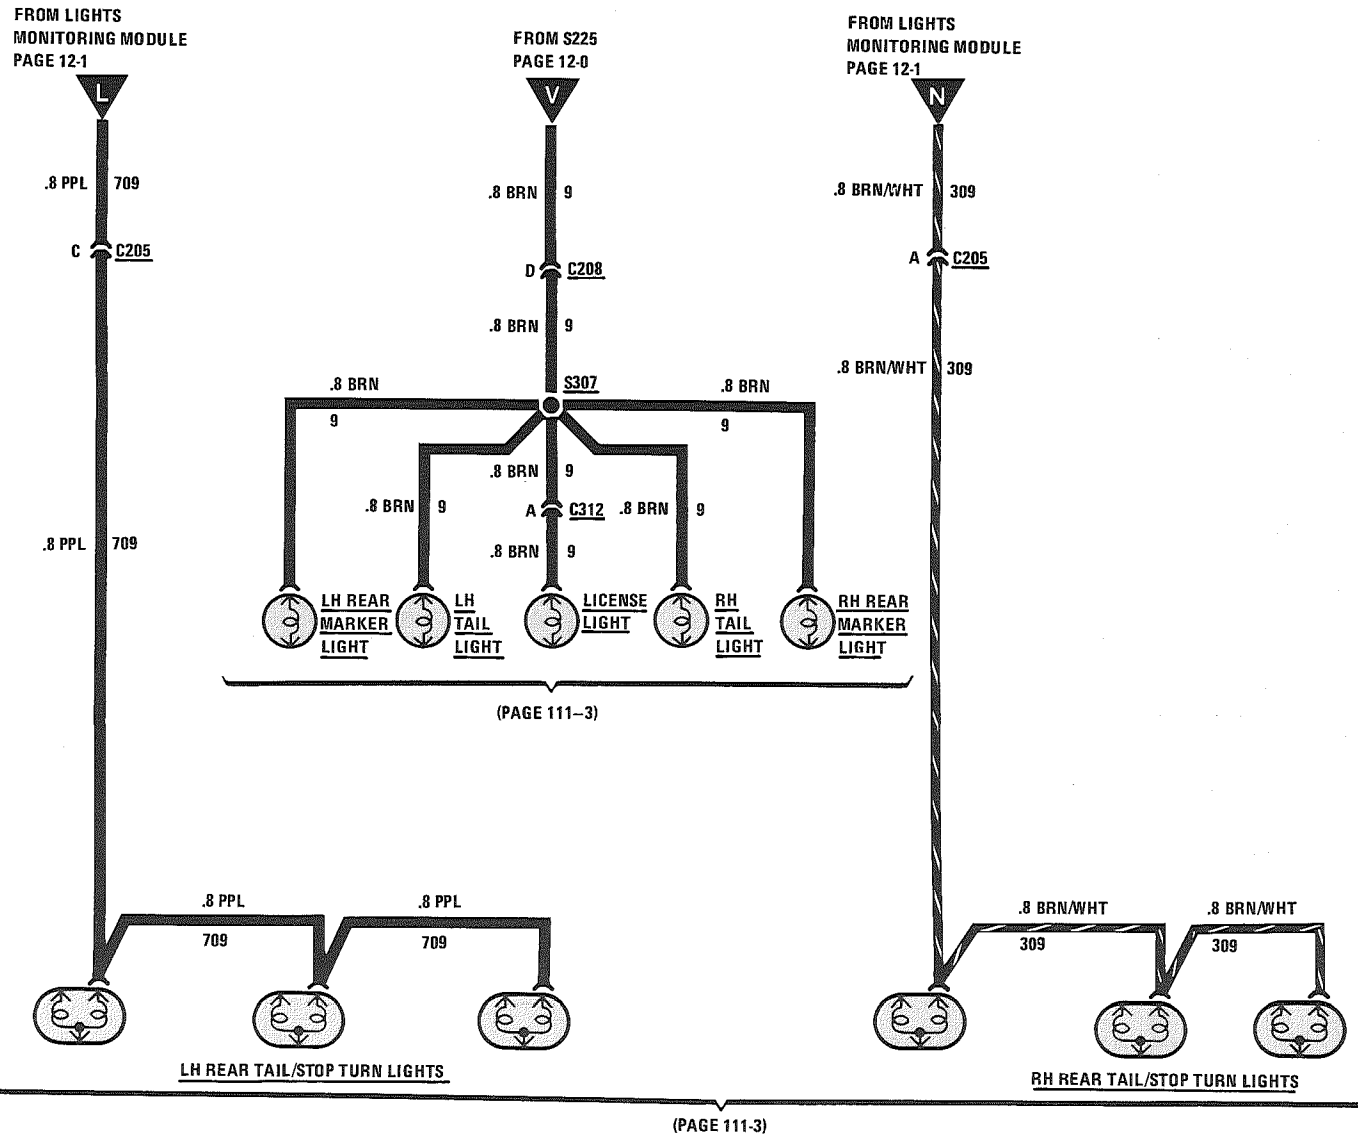 FROM LIGHTS
MONITORING MODULE
PAGE 12-1
L
.8 PPL 709
C C205
.8 PPL 709
FROM S225
PAGE 12-0
V
.8 BRN 9
D C208
.8 BRN 9
S307
.8 BRN
9
.8 BRN
9
.8 BRN 9
.8 BRN 9
A C312
.8 BRN 9
.8 BRN 9
LH REAR
MARKER
LIGHT
LH
TAIL
LIGHT
LICENSE
LIGHT
RH
TAIL
LIGHT
RH REAR
MARKER
LIGHT
(PAGE 111–3)
FROM LIGHTS
MONITORING MODULE
PAGE 12-1
N
.8 BRN/WHT 309
A C205
.8 BRN/WHT 309
.8 PPL
709
.8 PPL
709
LH REAR TAIL/STOP TURN LIGHTS
.8 BRN/WHT
309
.8 BRN/WHT
309
RH REAR TAIL/STOP TURN LIGHTS
(PAGE 111-3)